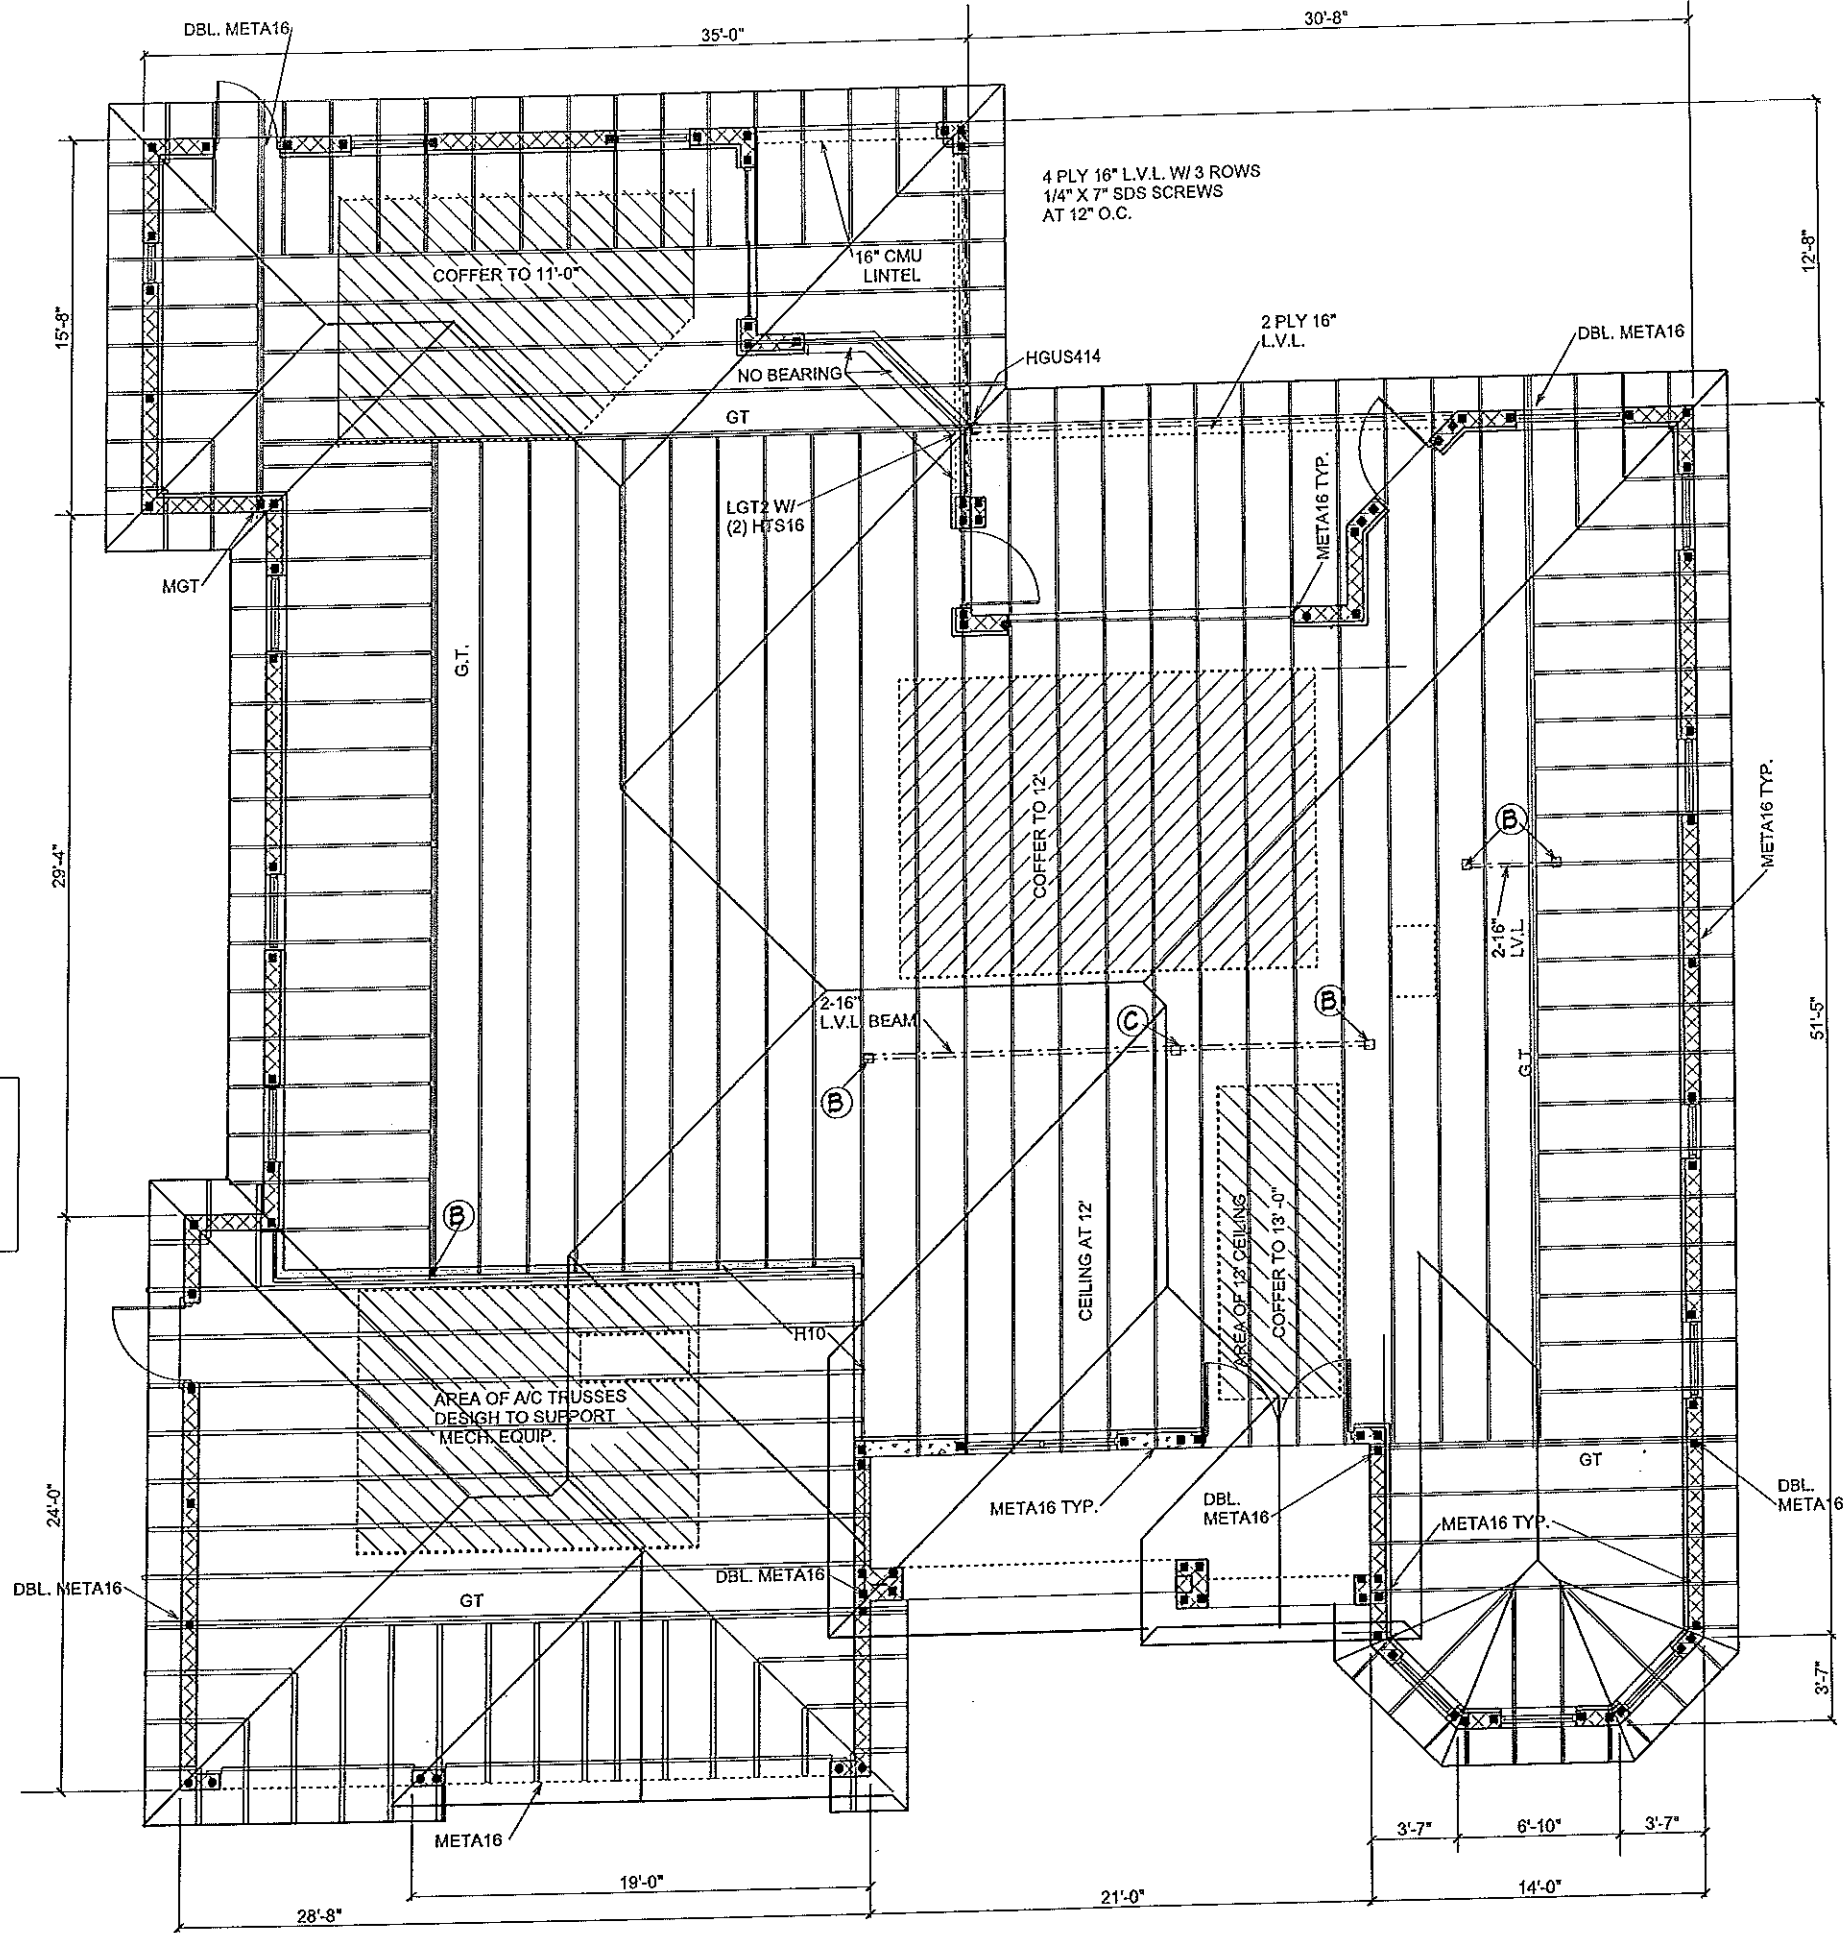 DBL. META16
35'-0"
30'-8"
4 PLY 16" L.V.L. W/ 3 ROWS
1/4" X 7" SDS SCREWS
AT 12" O.C.
12'-8"
15'-8"
COFFER TO 11'-0"
16" CMU
LINTEL
2 PLY 16"
L.V.L.
DBL. META16
HGUS414
NO BEARING
GT
META16 TYP.
LGT2 W/
(2) HTS16
MGT
G.T.
COFFER TO 12'
29'-4"
B
META16 TYP.
2-16"
L.V.L.
2-16"
L.V.L. BEAM
C
B
B
51'-5"
G.T.
B
CEILING AT 12'
AREA OF 13' CEILING
COFFER TO 13'-0"
H10
AREA OF A/C TRUSSES
DESIGH TO SUPPORT
MECH. EQUIP.
24'-0"
GT
META16 TYP.
DBL.
META16
DBL.
META16
META16 TYP.
DBL. META16
DBL. META16
GT
3'-7"
META16
3'-7"
6'-10"
3'-7"
19'-0"
28'-8"
21'-0"
14'-0"